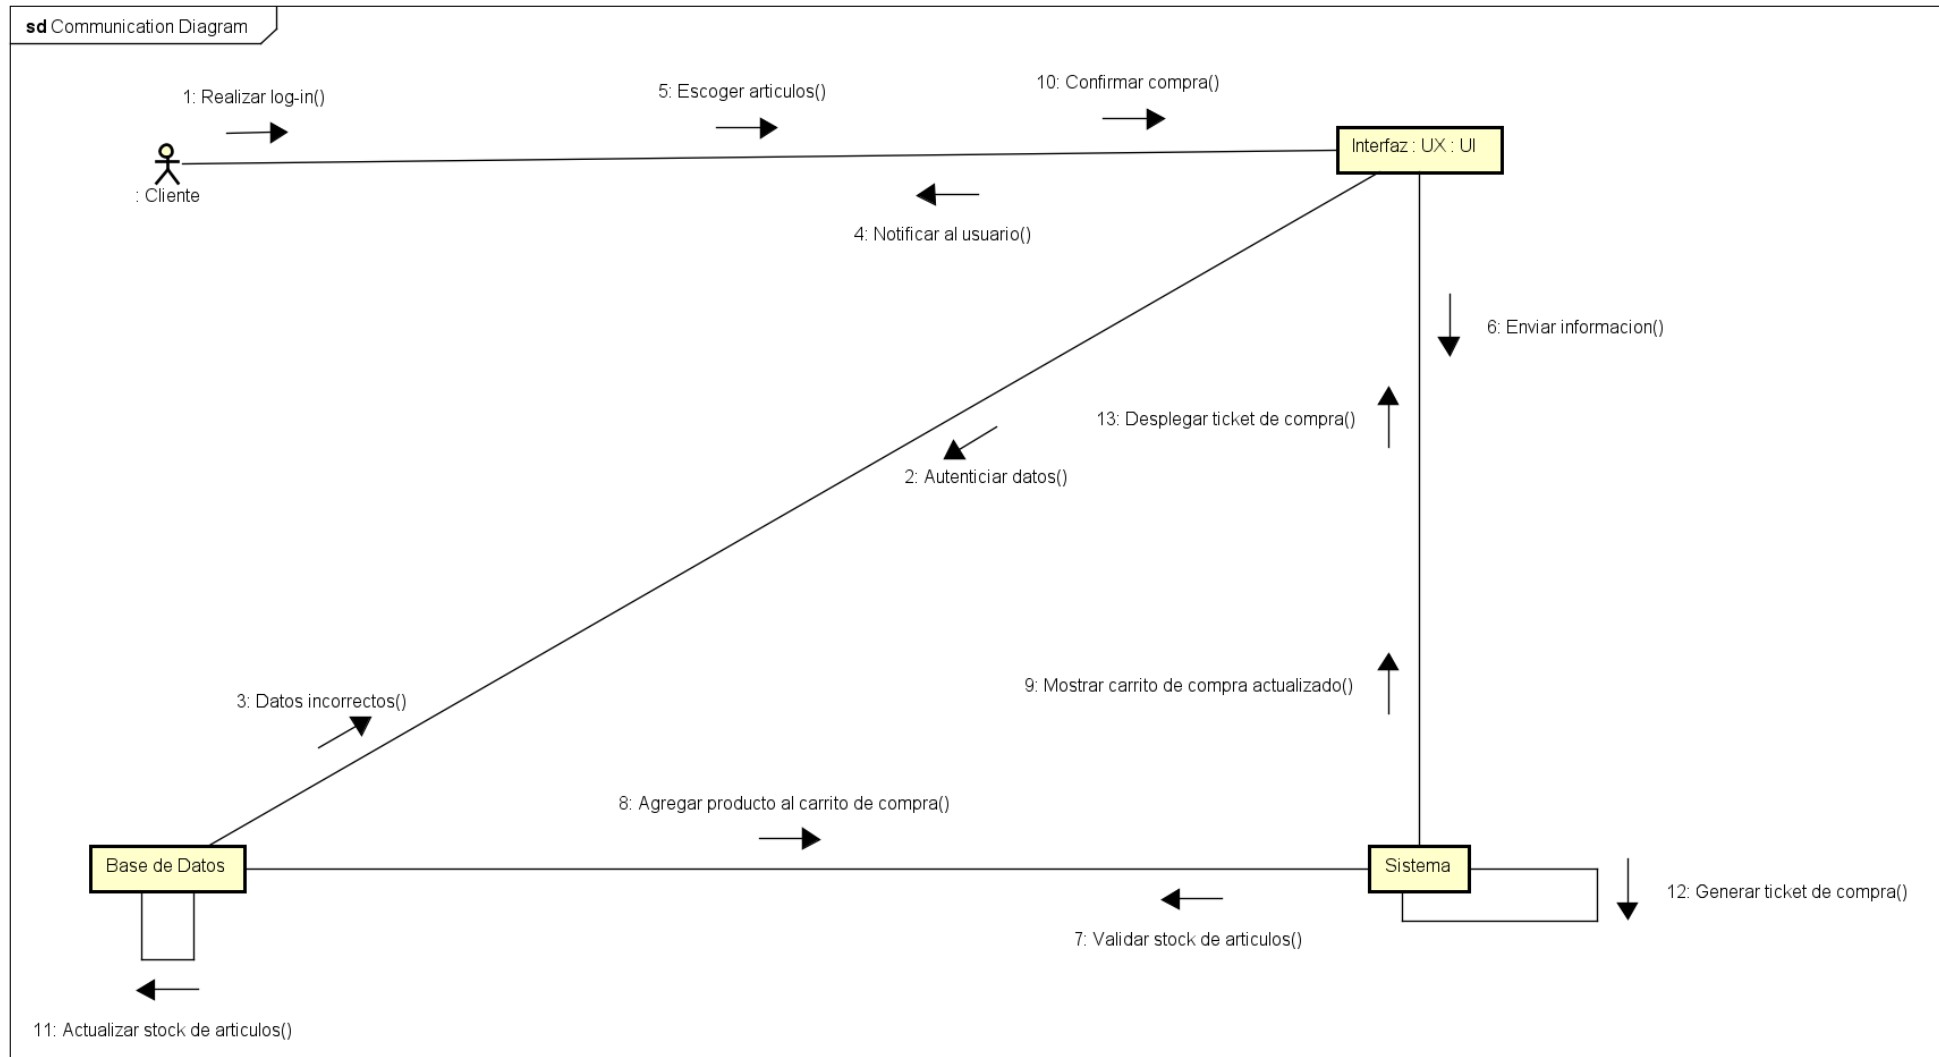 sd Communication Diagram
10: Confirmar compra()
5: Escoger articulos()
1: Realizar log-in()
Interfaz : UX : UI
: Cliente
4: Notificar al usuario()
6: Enviar informacion()
13: Desplegar ticket de compra()
2: Autenticiar datos()
9: Mostrar carrito de compra actualizado()
3: Datos incorrectos()
8: Agregar producto al carrito de compra()
Base de Datos
Sistema
12: Generar ticket de compra()
7: Validar stock de articulos()
11: Actualizar stock de articulos()